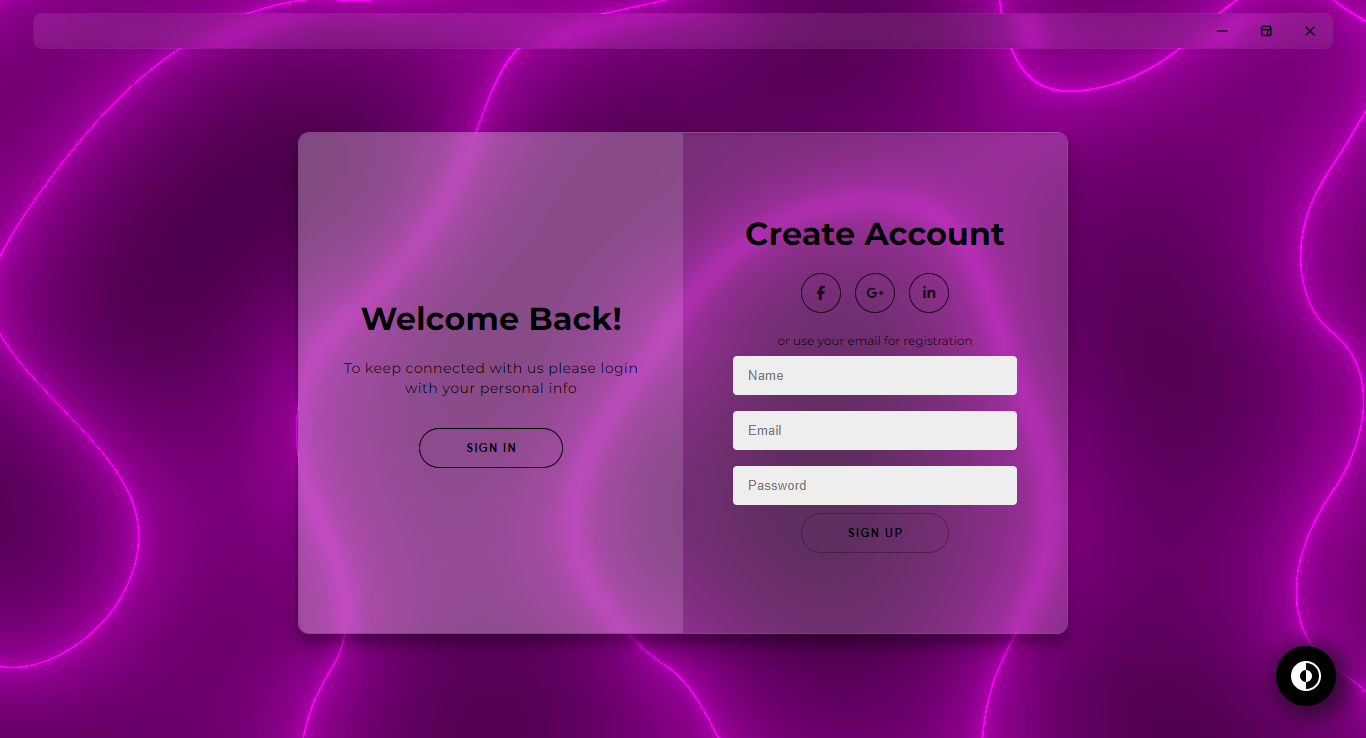 Welcome Back!
To keep connected with us please login
with your personal info
SIGN IN
Create Account
f G+ in
or use your email for registration
Name
Email
Password
SIGN UP